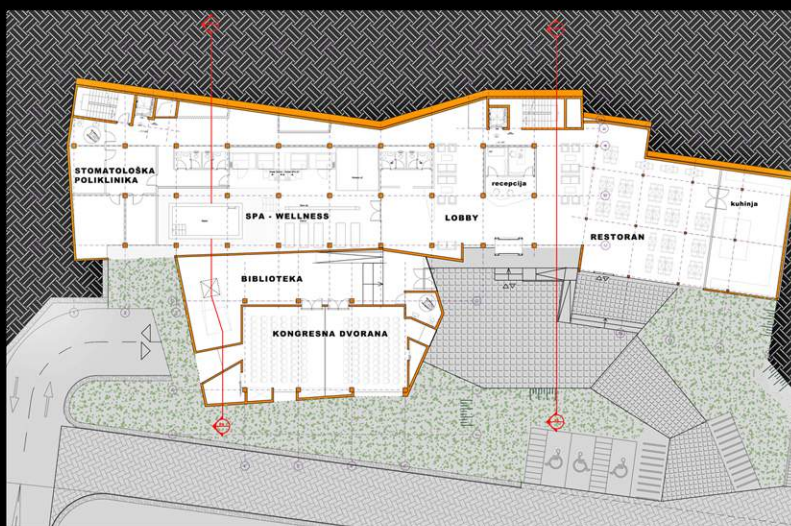 STOMATOLOŠKA
POLIKLINIKA
SPA - WELLNESS
LOBBY
recepcija
RESTORAN
kuhinja
BIBLIOTEKA
KONGRESNA DVORANA